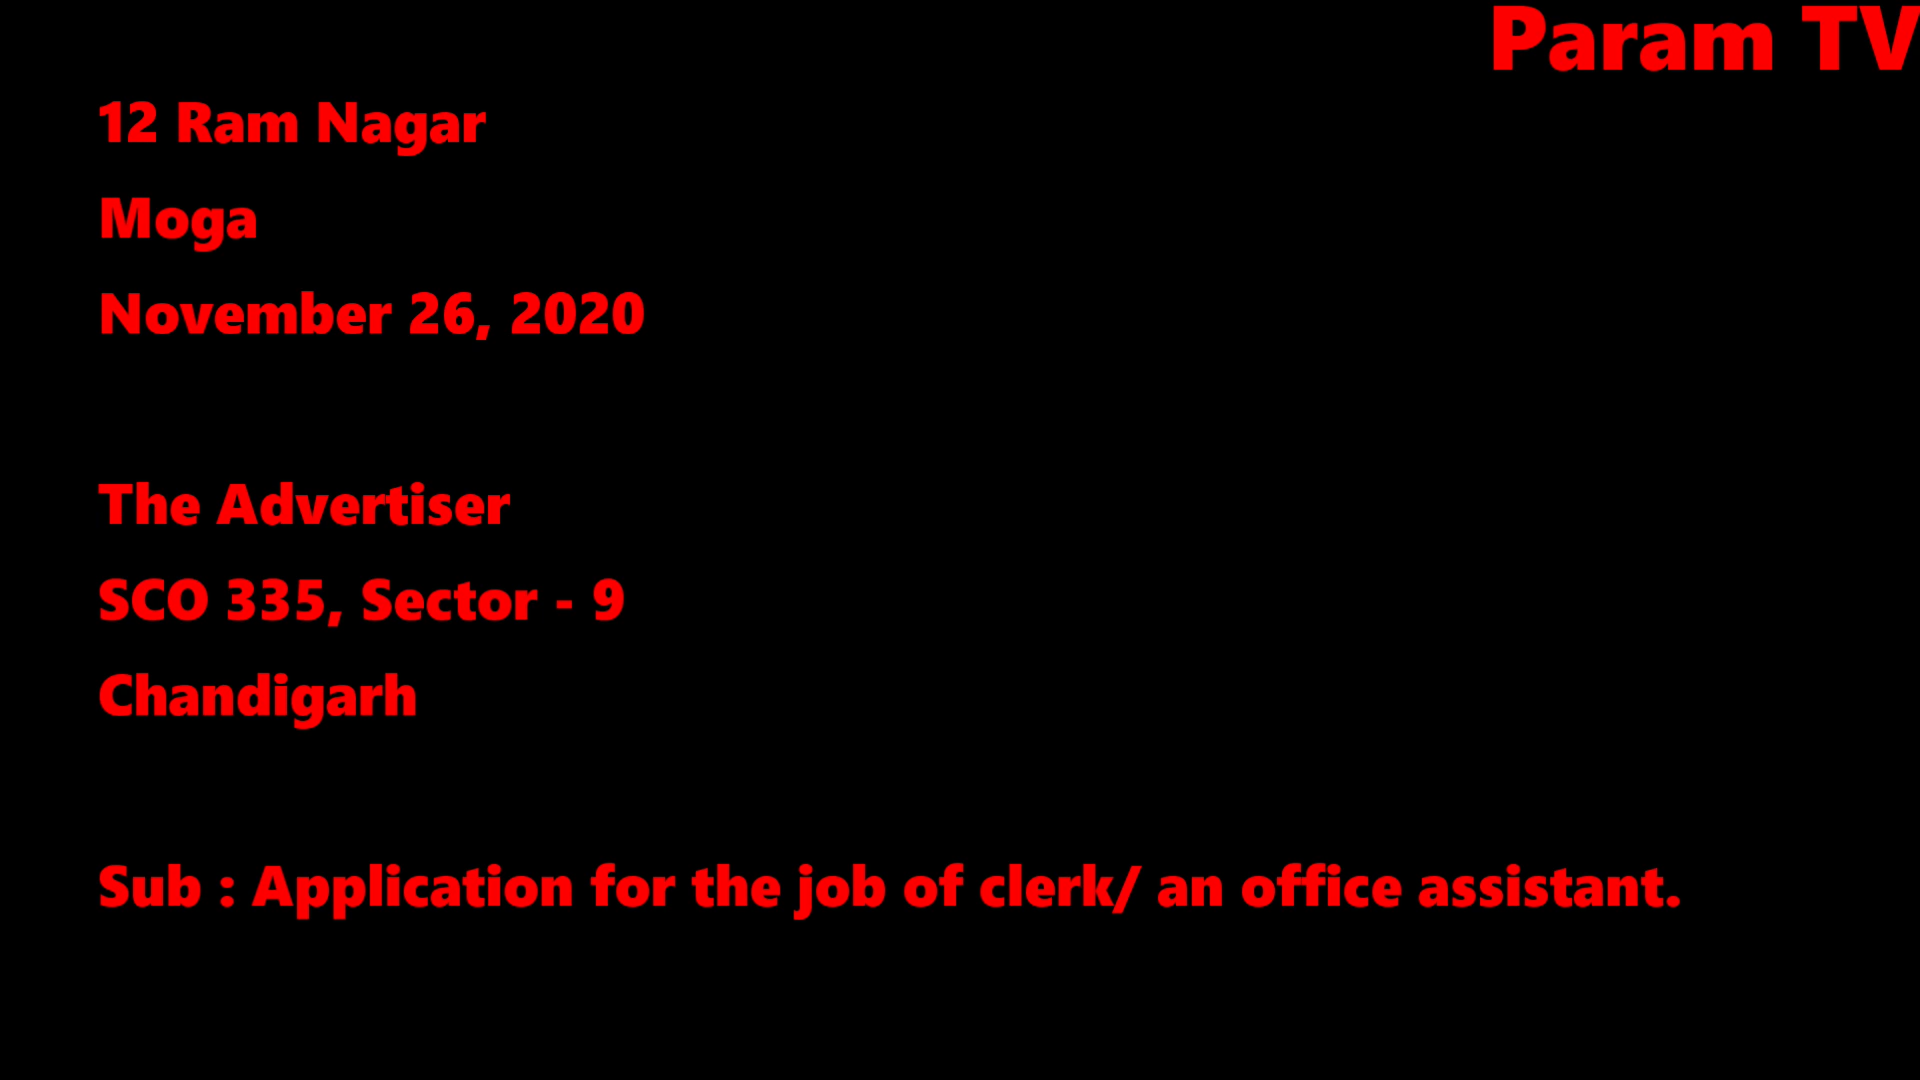 Param TV
12 Ram Nagar
Moga
November 26, 2020
The Advertiser
SCO 335, Sector - 9
Chandigarh
Sub : Application for the job of clerk/ an office assistant.